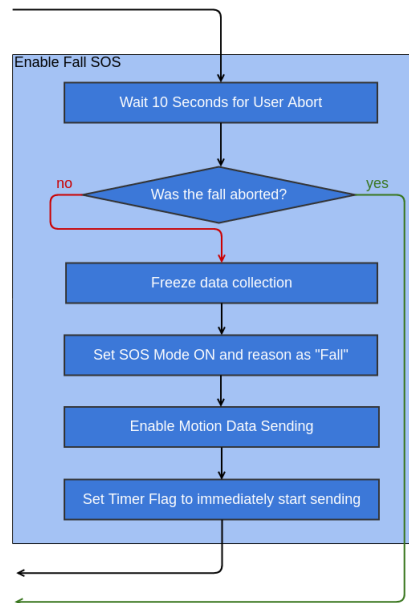 Enable Fall SOS
Wait 10 Seconds for User Abort
Was the fall aborted?
no
yes
Freeze data collection
Set SOS Mode ON and reason as "Fall"
Enable Motion Data Sending
Set Timer Flag to immediately start sending